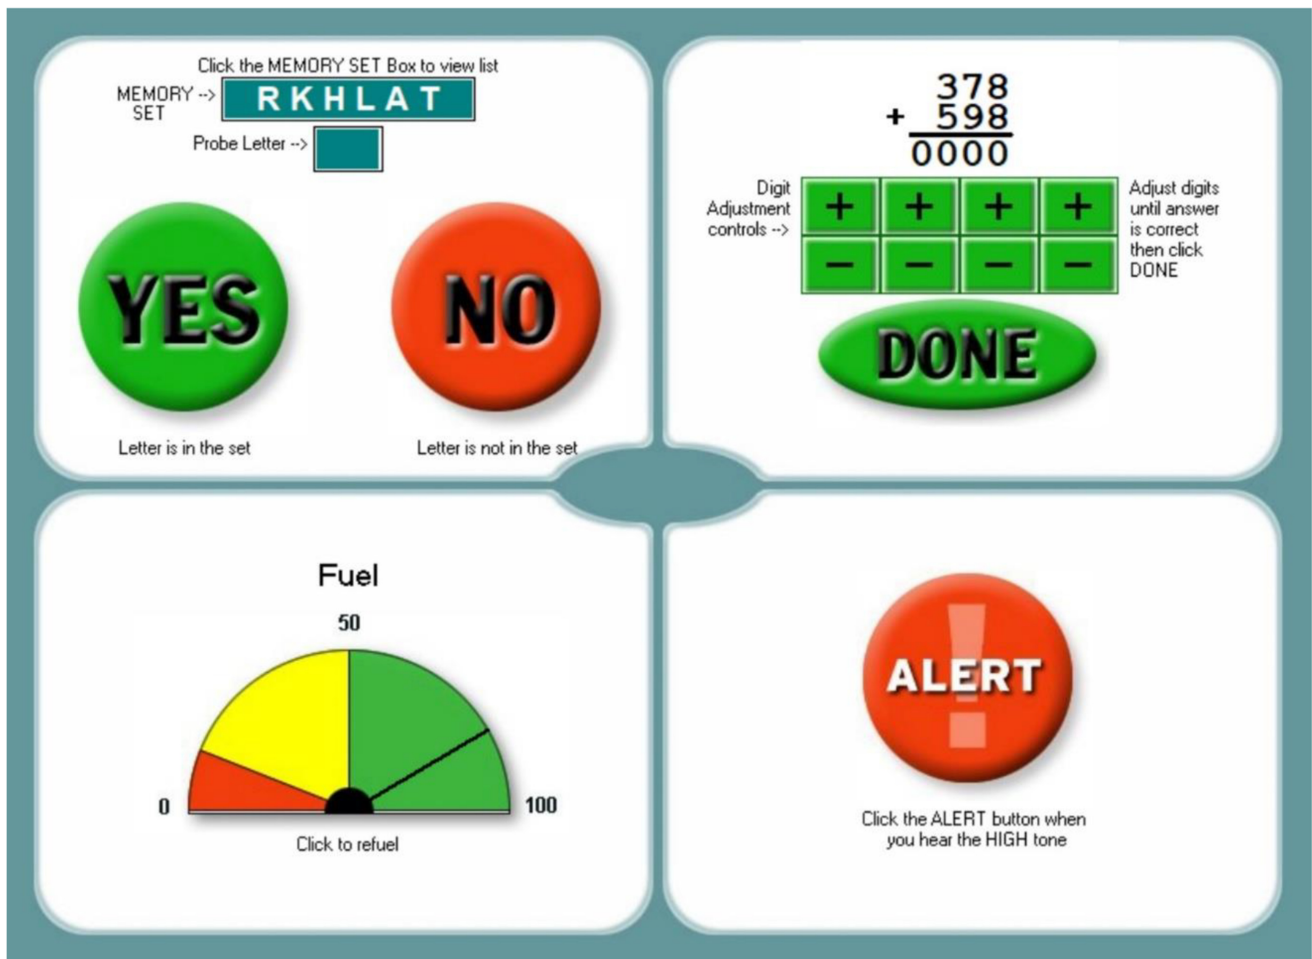 Click the MEMORY SET Box to view list
MEMORY -->
SET
R K H L A T
Probe Letter -->
YES
NO
Letter is in the set
Letter is not in the set
378
+ 598
0000
Digit
Adjustment
controls -->
+ + + +
− − − −
Adjust digits
until answer
is correct
then click
DONE
DONE
Fuel
50
0
100
Click to refuel
!
ALERT
Click the ALERT button when
you hear the HIGH tone